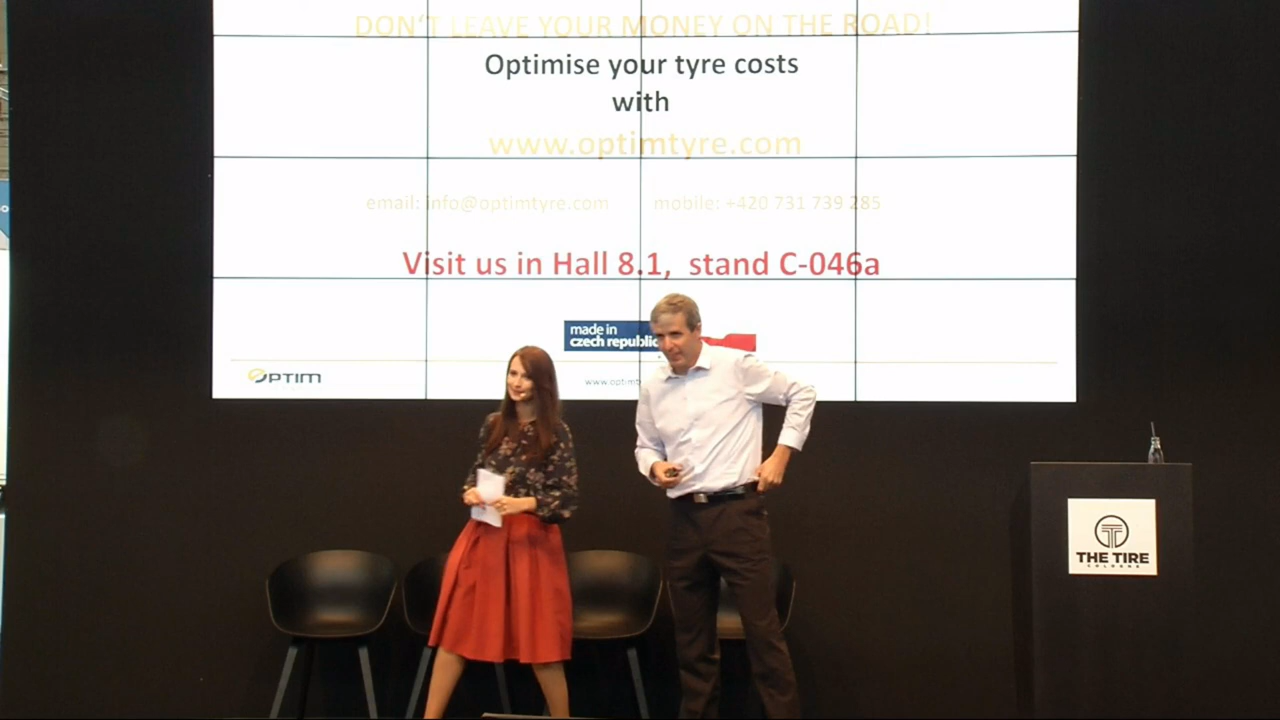 DON'T LEAVE YOUR MONEY ON THE ROAD!
Optimise your tyre costs
with
www.optimtyre.com
email: info@optimtyre.com mobile: +420 731 739 285
Visit us in Hall 8.1, stand C-046a
made in
czech republic
OPTIM
THE TIRE
COLOGNE